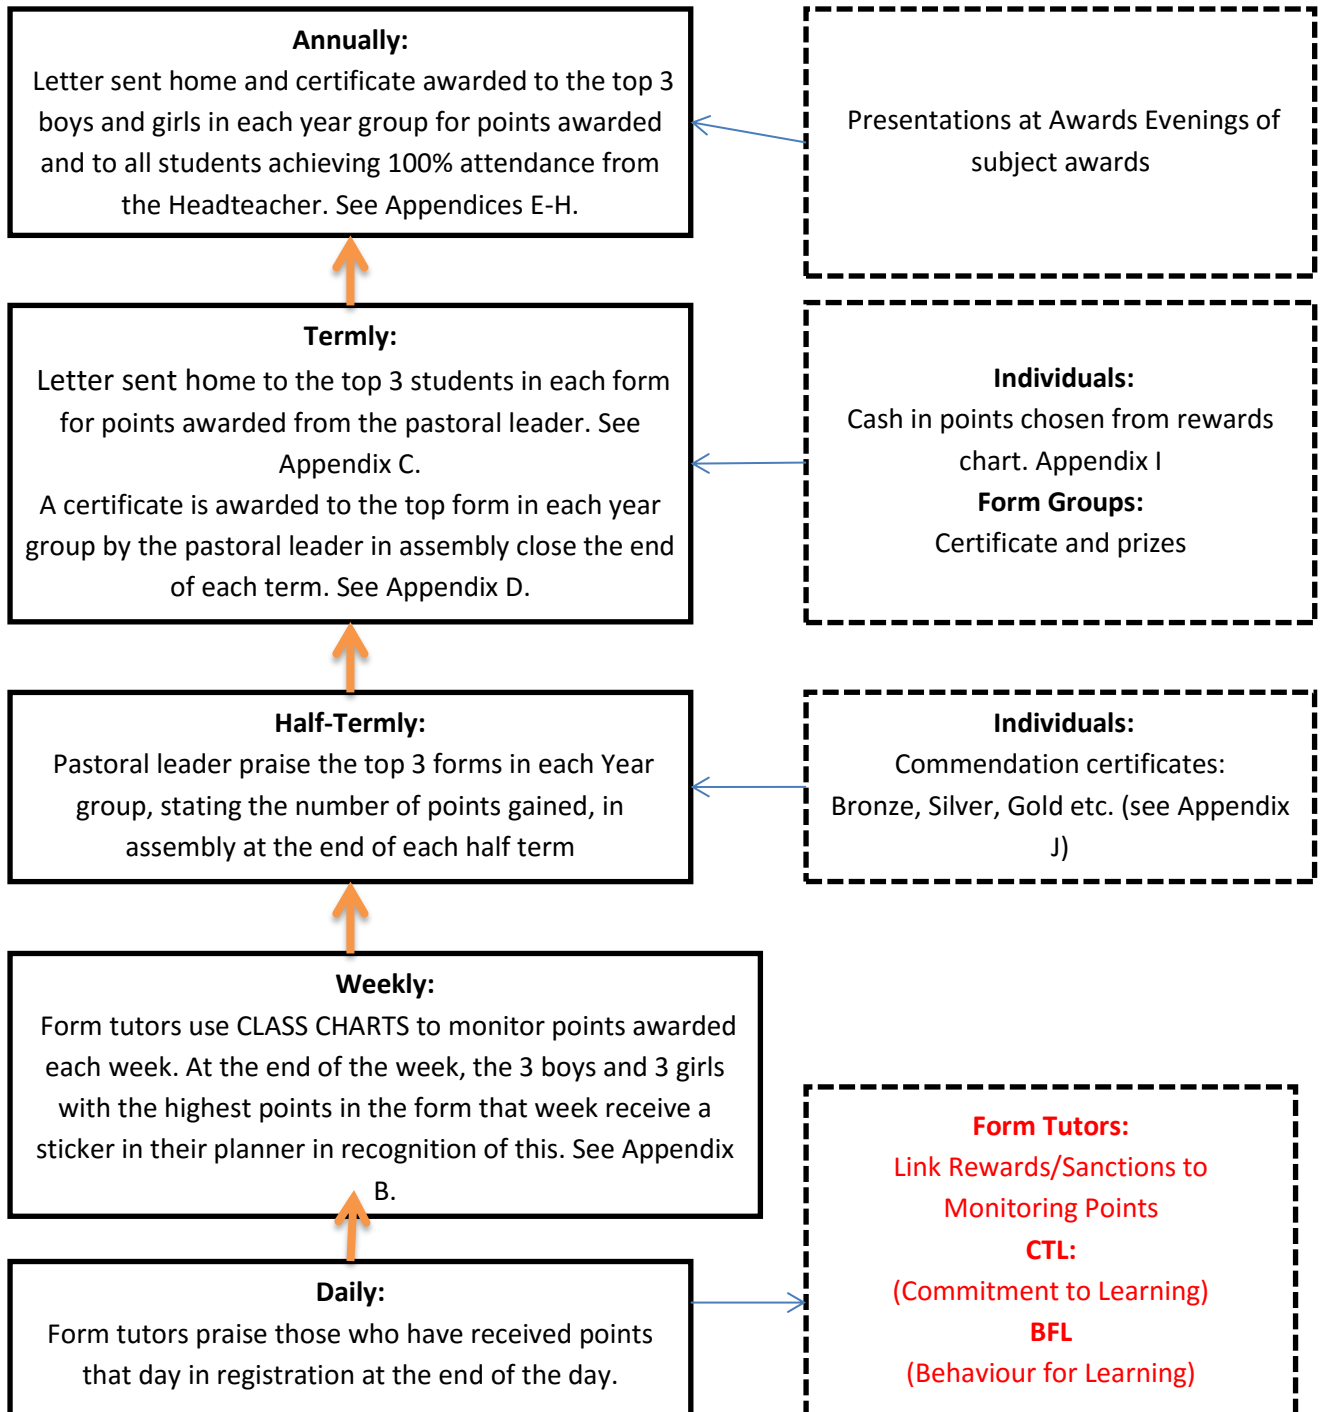 Annually:
Letter sent home and certificate awarded to the top 3
boys and girls in each year group for points awarded
and to all students achieving 100% attendance from
the Headteacher. See Appendices E-H.
Presentations at Awards Evenings of
subject awards
Termly:
Letter sent home to the top 3 students in each form
for points awarded from the pastoral leader. See
Appendix C.
A certificate is awarded to the top form in each year
group by the pastoral leader in assembly close the end
of each term. See Appendix D.
Individuals:
Cash in points chosen from rewards
chart. Appendix I
Form Groups:
Certificate and prizes
Half-Termly:
Pastoral leader praise the top 3 forms in each Year
group, stating the number of points gained, in
assembly at the end of each half term
Individuals:
Commendation certificates:
Bronze, Silver, Gold etc. (see Appendix
J)
Weekly:
Form tutors use CLASS CHARTS to monitor points awarded
each week. At the end of the week, the 3 boys and 3 girls
with the highest points in the form that week receive a
sticker in their planner in recognition of this. See Appendix
B.
Form Tutors:
Link Rewards/Sanctions to
Monitoring Points
CTL:
(Commitment to Learning)
BFL
(Behaviour for Learning)
Daily:
Form tutors praise those who have received points
that day in registration at the end of the day.